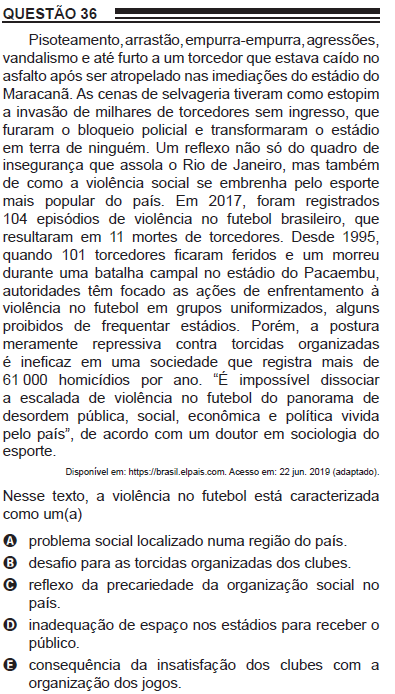 QUESTÃO 36
Pisoteamento, arrastão, empurra-empurra, agressões,
vandalismo e até furto a um torcedor que estava caído no
asfalto após ser atropelado nas imediações do estádio do
Maracanã. As cenas de selvageria tiveram como estopim
a invasão de milhares de torcedores sem ingresso, que
furaram o bloqueio policial e transformaram o estádio
em terra de ninguém. Um reflexo não só do quadro de
insegurança que assola o Rio de Janeiro, mas também
de como a violência social se embrenha pelo esporte
mais popular do país. Em 2017, foram registrados
104 episódios de violência no futebol brasileiro, que
resultaram em 11 mortes de torcedores. Desde 1995,
quando 101 torcedores ficaram feridos e um morreu
durante uma batalha campal no estádio do Pacaembu,
autoridades têm focado as ações de enfrentamento à
violência no futebol em grupos uniformizados, alguns
proibidos de frequentar estádios. Porém, a postura
meramente repressiva contra torcidas organizadas
é ineficaz em uma sociedade que registra mais de
61 000 homicídios por ano. “É impossível dissociar
a escalada de violência no futebol do panorama de
desordem pública, social, econômica e política vivida
pelo país”, de acordo com um doutor em sociologia do
esporte.
Disponível em: https://brasil.elpais.com. Acesso em: 22 jun. 2019 (adaptado).
Nesse texto, a violência no futebol está caracterizada
como um(a)
A problema social localizado numa região do país.
B desafio para as torcidas organizadas dos clubes.
C reflexo da precariedade da organização social no
país.
D inadequação de espaço nos estádios para receber o
público.
E consequência da insatisfação dos clubes com a
organização dos jogos.